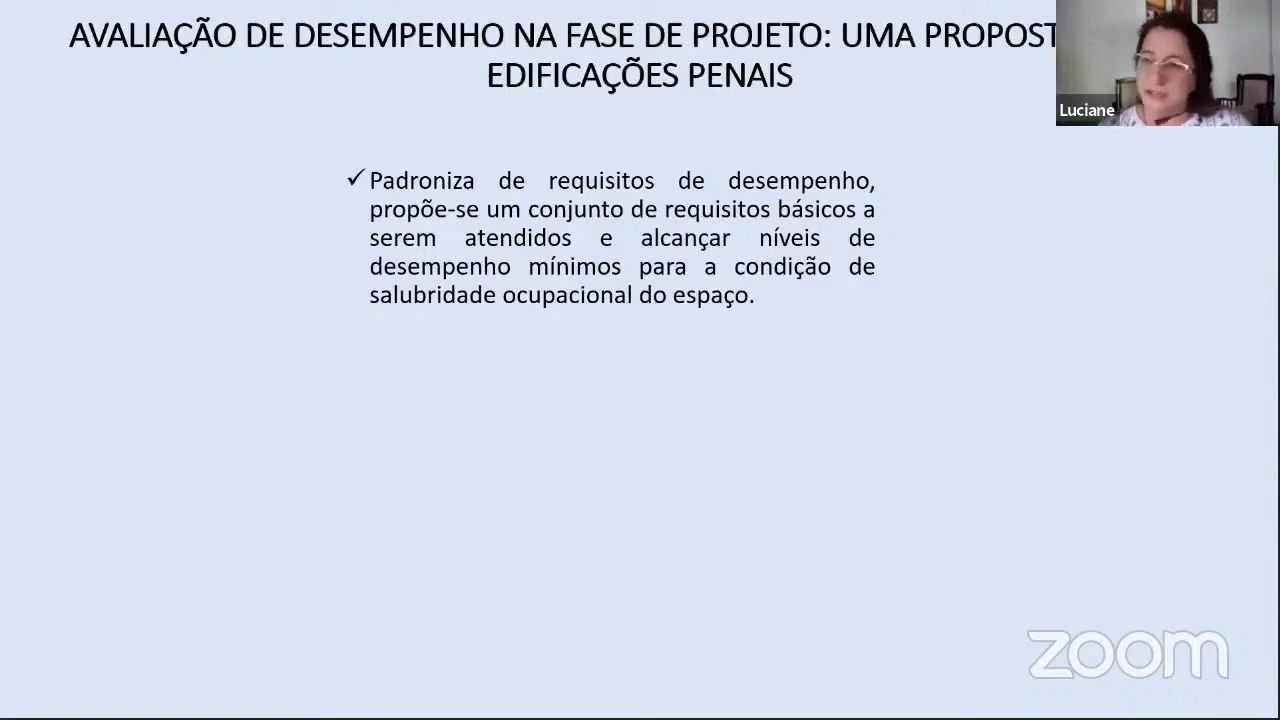 AVALIAÇÃO DE DESEMPENHO NA FASE DE PROJETO: UMA
EDIFICAÇÕES PENAIS
Luciane
✓Padroniza de requisitos de desempenho,
propõe-se um conjunto de requisitos básicos a
serem atendidos e alcançar níveis de
desempenho mínimos para a condição de
salubridade ocupacional do espaço.
zoom